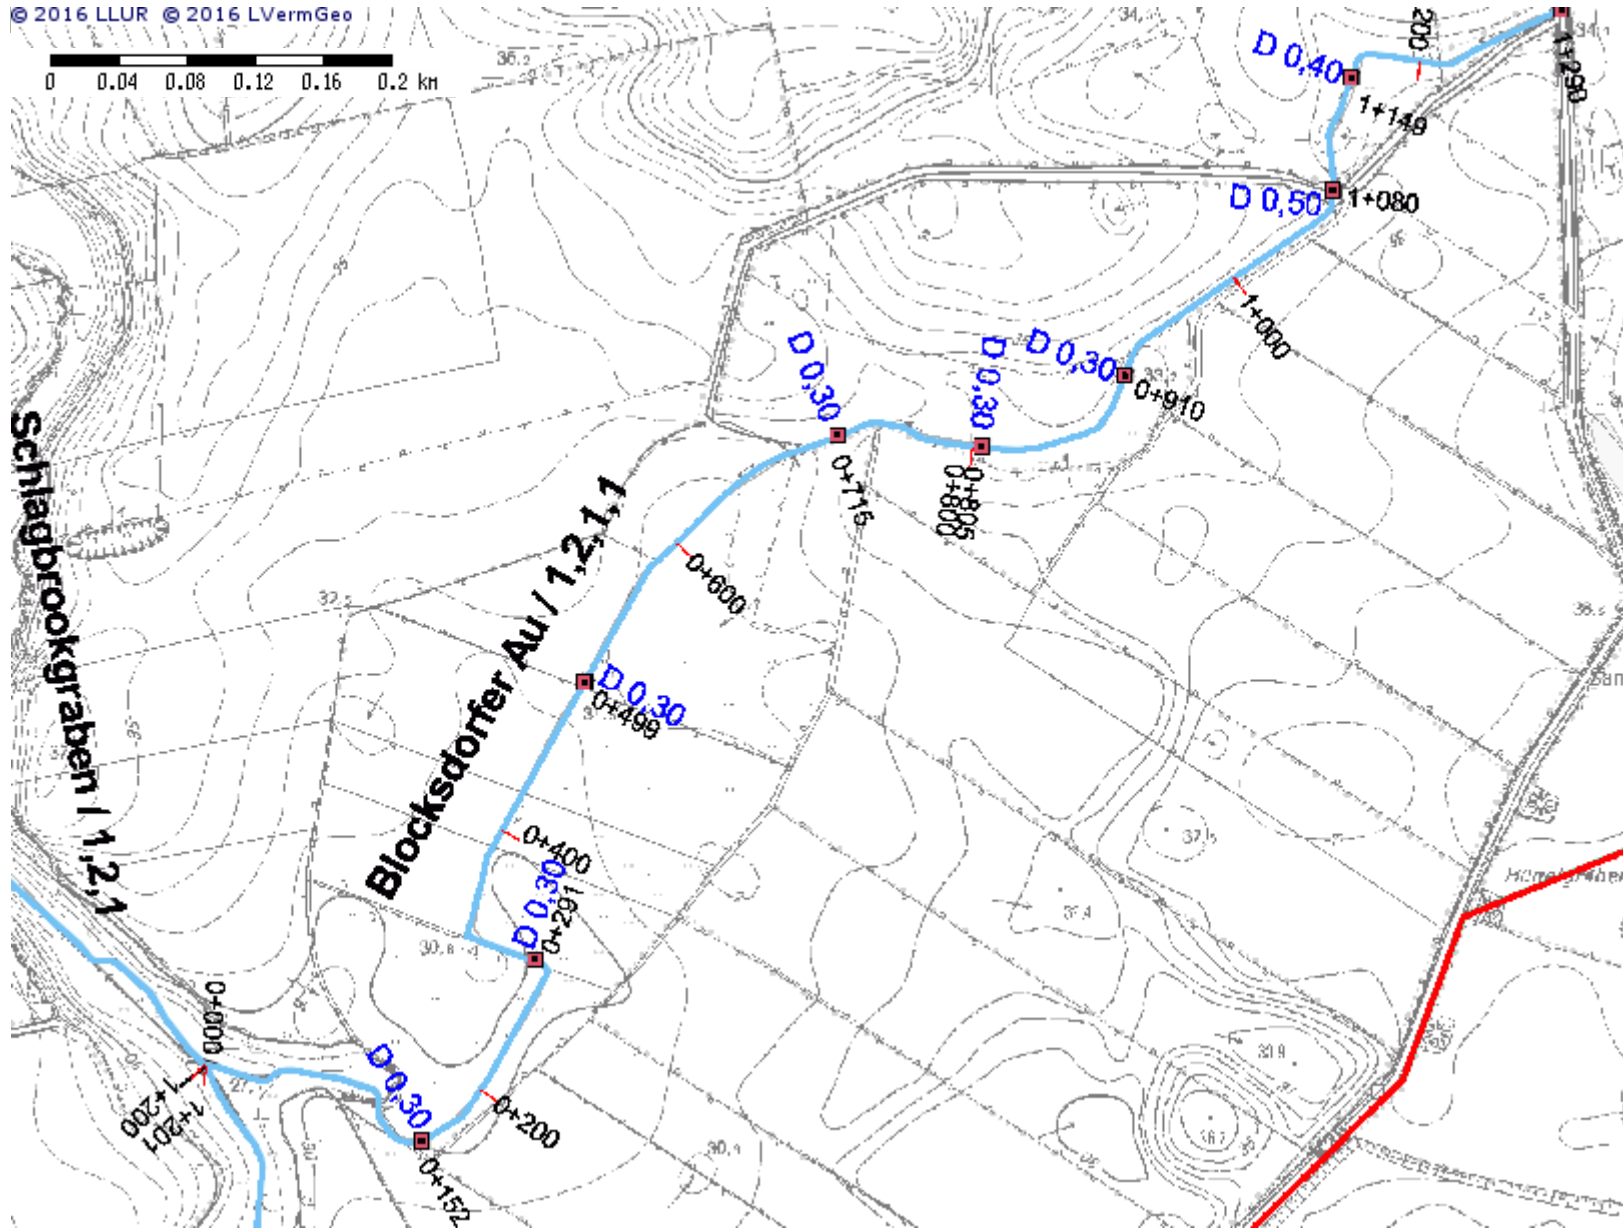 © 2016 LLUR © 2016 LVermGeo
0 0.04 0.08 0.12 0.16 0.2 km
D 0,40
200
1+290
1+149
D 0,50
1+080
1+000
D 0,30
0+910
D 0,30
0+805
0+800
D 0,30
0+715
0+600
D 0,30
0+499
Blocksdorfer Au / 1,2,1,1
Schlagbrookgraben / 1,2,1
0+400
D 0,30
0+291
0+200
D 0,30
0+152
0+000
1+200
1+201